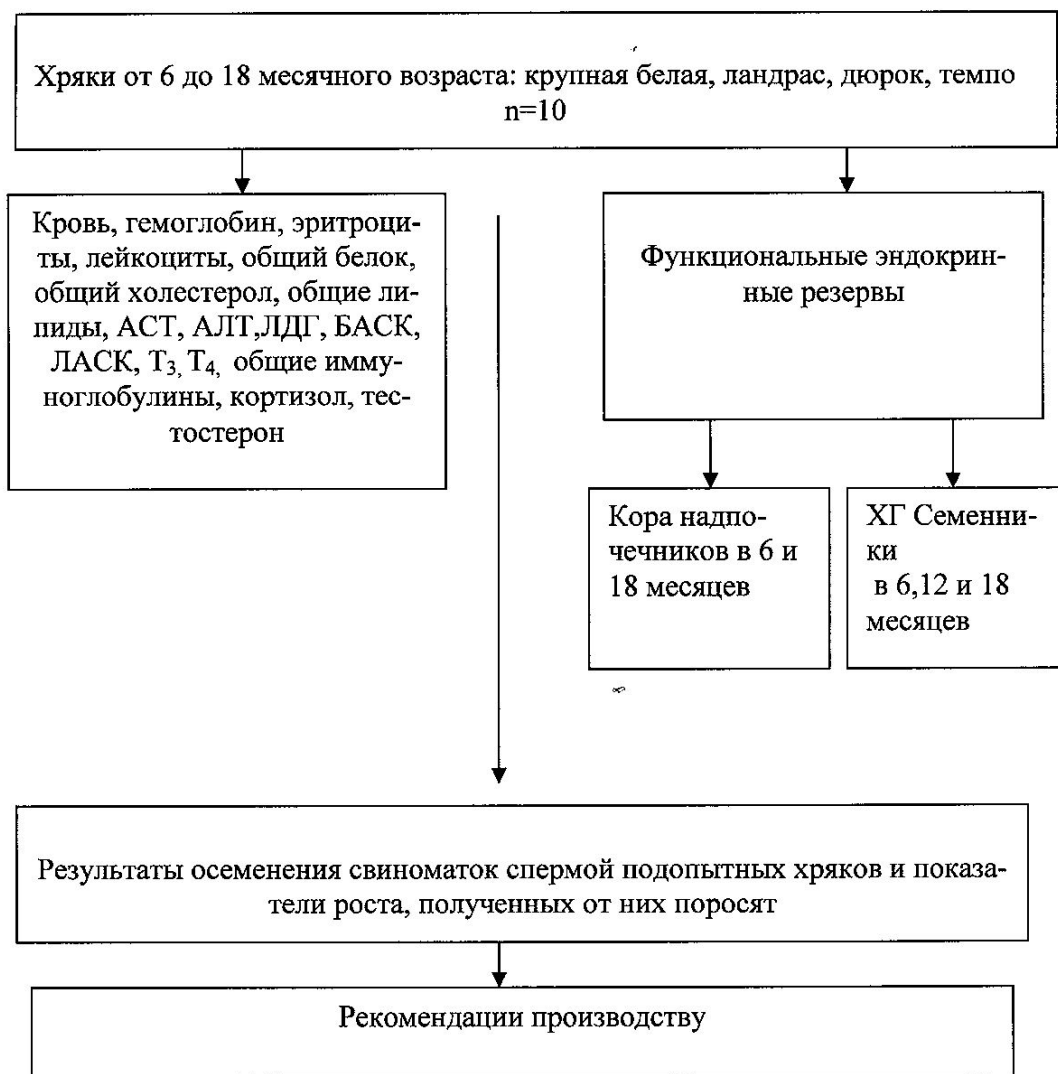 Хряки от 6 до 18 месячного возраста: крупная белая, ландрас, дюрок, темпо
n=10
Кровь, гемоглобин, эритроци-
ты, лейкоциты, общий белок,
общий холестерол, общие ли-
пиды, АСТ, АЛТ,ЛДГ, БАСК,
ЛАСК, Т3, Т4, общие имму-
ноглобулины, кортизол, тес-
тостерон
Функциональные эндокрин-
ные резервы
Кора надпо-
чечников в 6 и
18 месяцев
ХГ Семенни-
ки
в 6,12 и 18
месяцев
Результаты осеменения свиноматок спермой подопытных хряков и показа-
тели роста, полученных от них поросят
Рекомендации производству